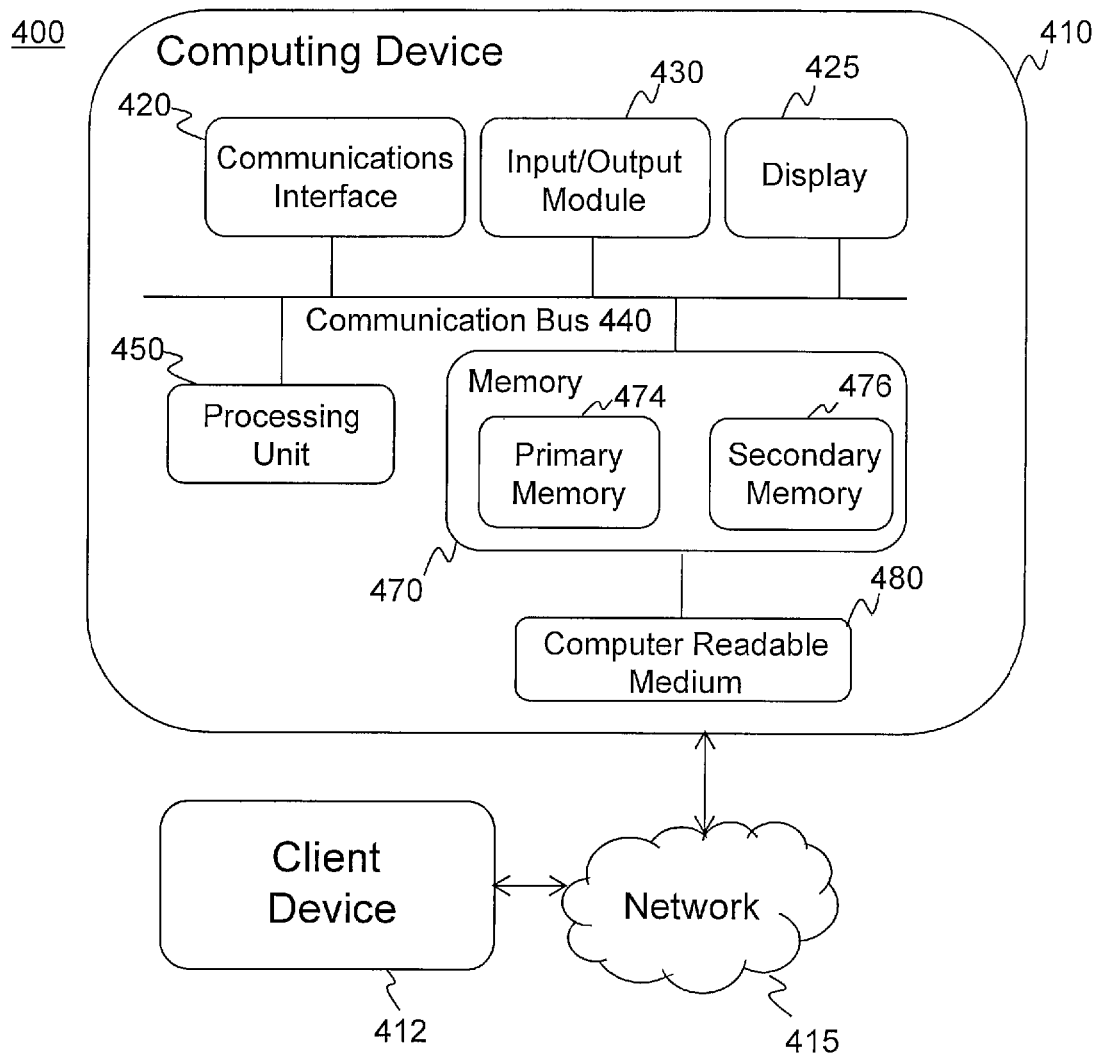 400
Computing Device
410
420
430
425
Communications
Interface
Input/Output
Module
Display
Communication Bus 440
450
Processing
Unit
Memory
474
476
Primary
Memory
Secondary
Memory
470
480
Computer Readable
Medium
Client
Device
Network
412
415